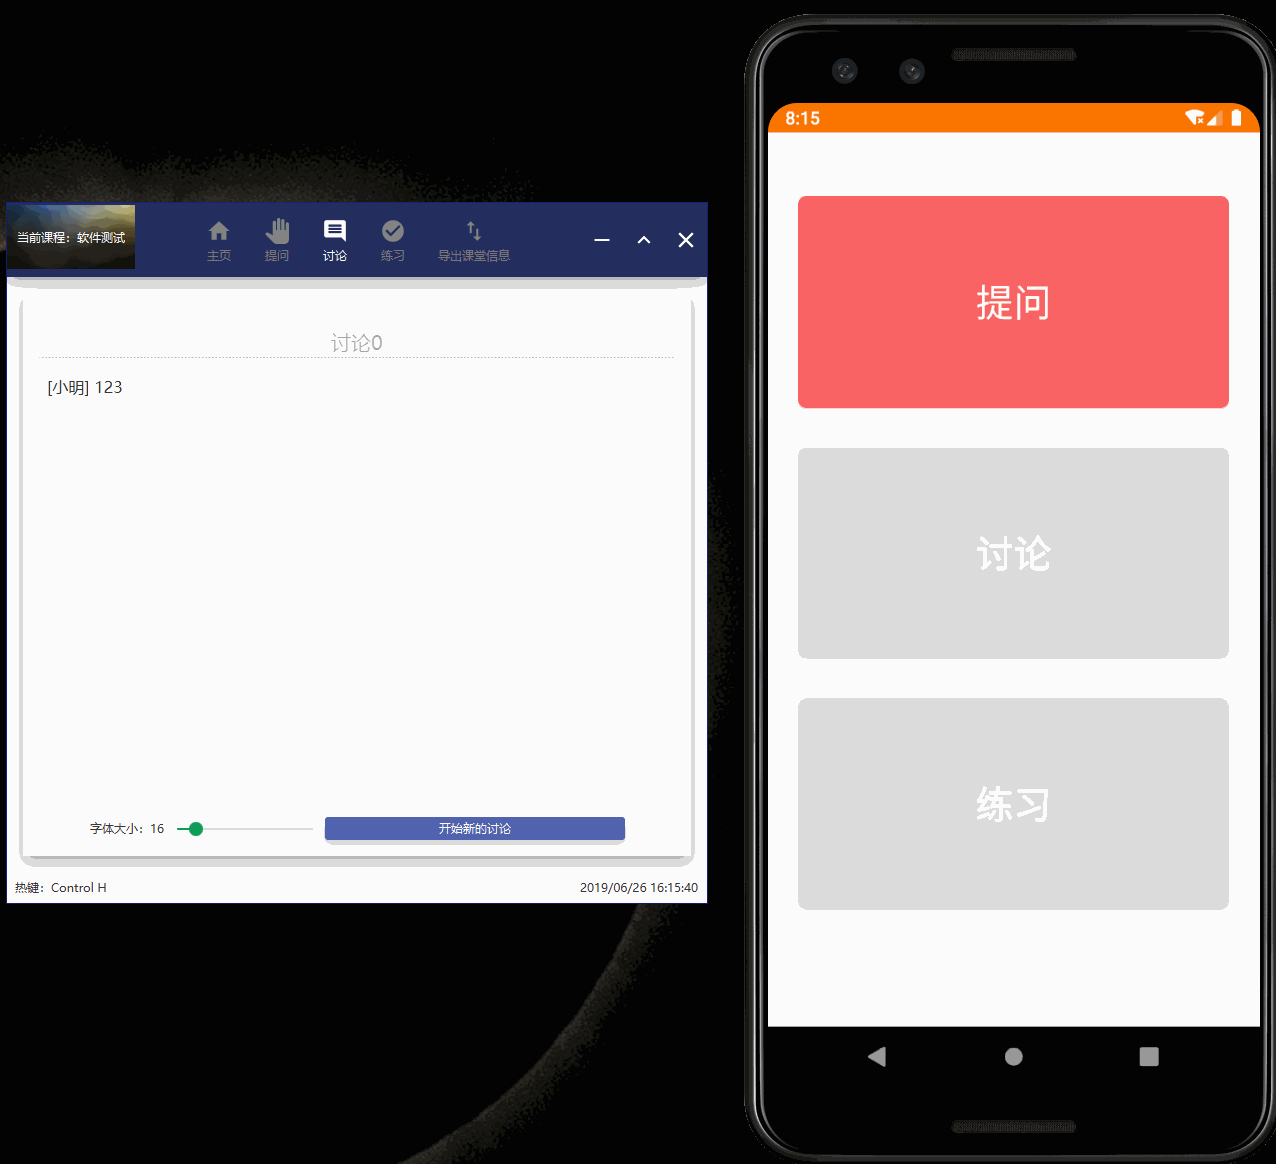 当前课程：软件测试
主页
提问
讨论
练习
导出课堂信息
讨论0
[小明] 123
字体大小：16
开始新的讨论
热键：Control H
2019/06/26 16:15:40
8:15
提问
讨论
练习